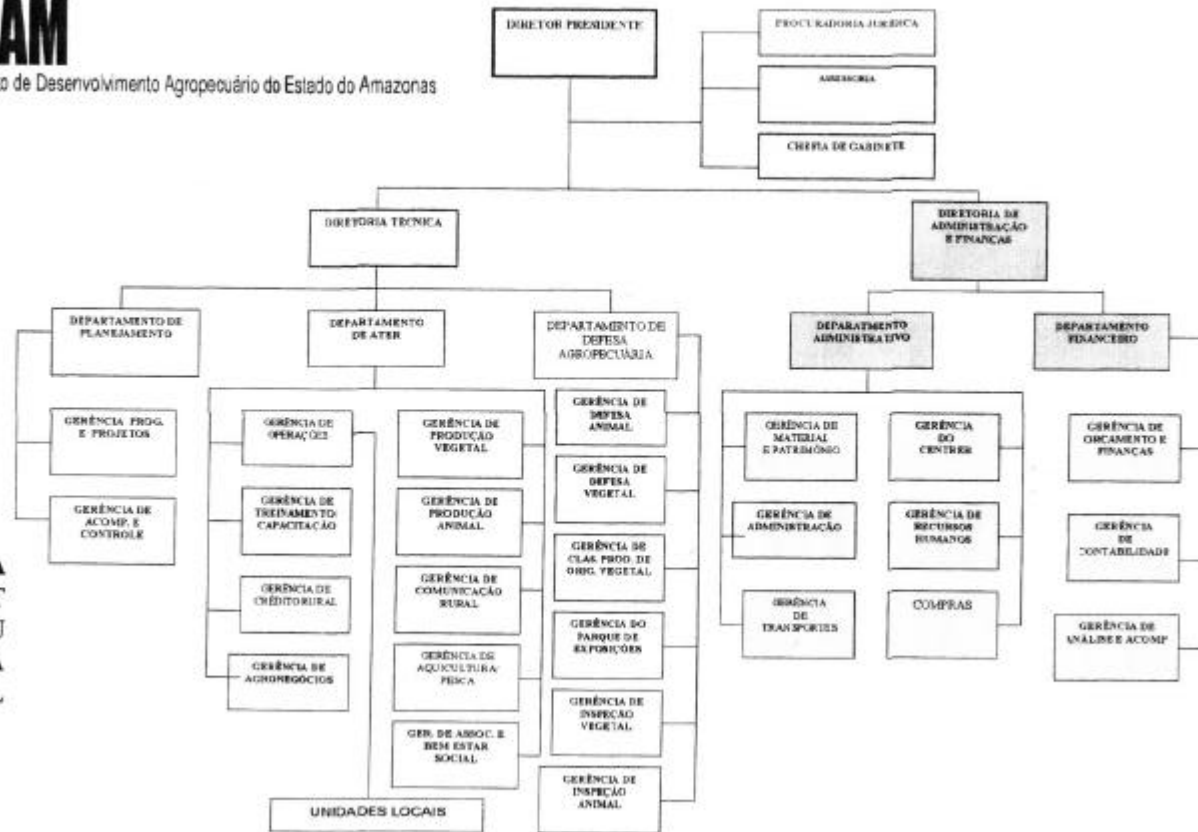 AM
o de Desenvolvimento Agropecuário do Estado do Amazonas
DIRETOR PRESIDENTE
PROCURADORIA JURÍDICA
ASSESSORIA
CHEFIA DE GABINETE
DIRETORIA TECNICA
DIRETORIA DE
ADMINISTRAÇÃO
E FINANÇAS
DEPARTAMENTO DE
PLANEJAMENTO
DEPARTAMENTO
DE ATER
DEPARTAMENTO DE
DEFESA
AGROPECUÁRIA
DEPARATMENTO
ADMINISTRATIVO
DEPARTAMENTO
FINANCEIRO
GERÊNCIA PROG.
E PROJETOS
GERÊNCIA DE
ACOMP. E
CONTROLE
GERÊNCIA DE
OPERAÇÕES
GERÊNCIA DE
TREINAMENTO/
CAPACITAÇÃO
GERÊNCIA DE
CRÉDITO RURAL
GERÊNCIA DE
AGRONEGÓCIOS
GERÊNCIA DE
PRODUÇÃO
VEGETAL
GERÊNCIA DE
PRODUÇÃO
ANIMAL
GERÊNCIA DE
COMUNICAÇÃO
RURAL
GERÊNCIA DE
AQUICULTURA/
PESCA
GER. DE ASSOC. E
BEM ESTAR
SOCIAL
UNIDADES LOCAIS
GERÊNCIA DE
DEFESA
ANIMAL
GERÊNCIA DE
DEFESA
VEGETAL
GERÊNCIA DE
CLAS. PROD. DE
ORIG. VEGETAL
GERÊNCIA DO
PARQUE DE
EXPOSIÇÕES
GERÊNCIA DE
INSPEÇÃO
VEGETAL
GERÊNCIA DE
INSPEÇÃO
ANIMAL
GERÊNCIA DE
MATERIAL
E PATRIMÔNIO
GERÊNCIA DE
ADMINISTRAÇÃO
GERÊNCIA
DE
TRANSPORTES
GERÊNCIA
DO
CENTRER
GERÊNCIA DE
RECURSOS
HUMANOS
COMPRAS
GERÊNCIA DE
ORCAMENTO E
FINANÇAS
GERÊNCIA
DE
CONTABILIDADE
GERÊNCIA DE
ANÁLISE E ACOMP
A
T
U
A
L